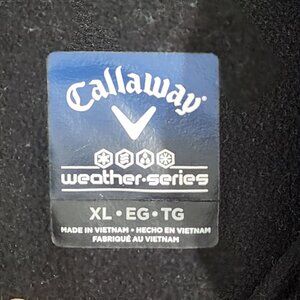 Callaway
weather•series
XL • EG • TG
MADE IN VIETNAM • HECHO EN VIETNAM
FABRIQUÉ AU VIETNAM